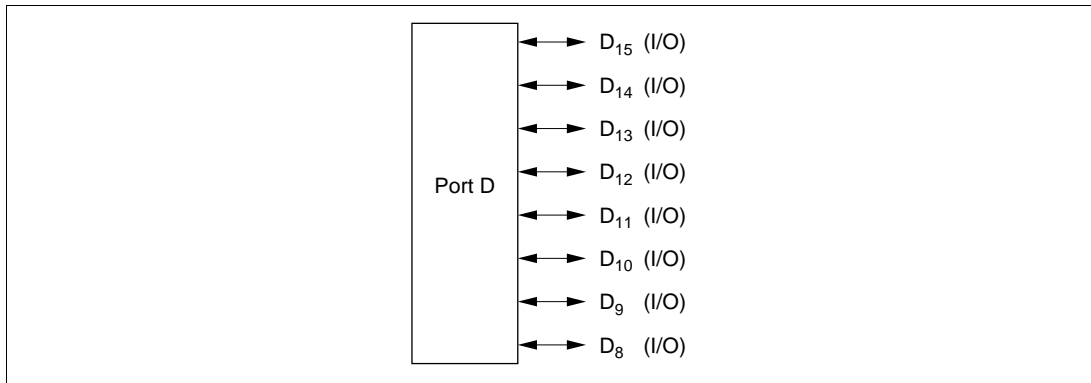 D15 (I/O)
D14 (I/O)
D13 (I/O)
D12 (I/O)
Port D
D11 (I/O)
D10 (I/O)
D9 (I/O)
D8 (I/O)